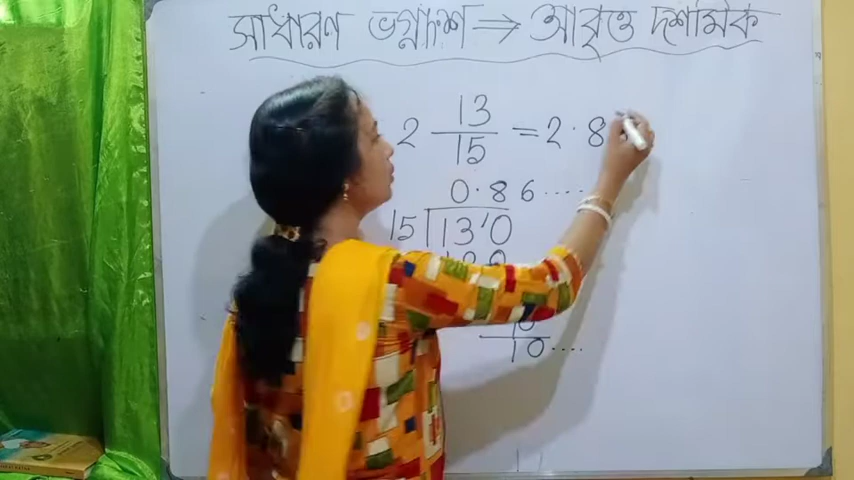 সাধারণ ভগ্নাংশ ⇒ আবৃত্ত দশমিক
2 13/15 = 2·8
0·86.....
15 13'0
10....